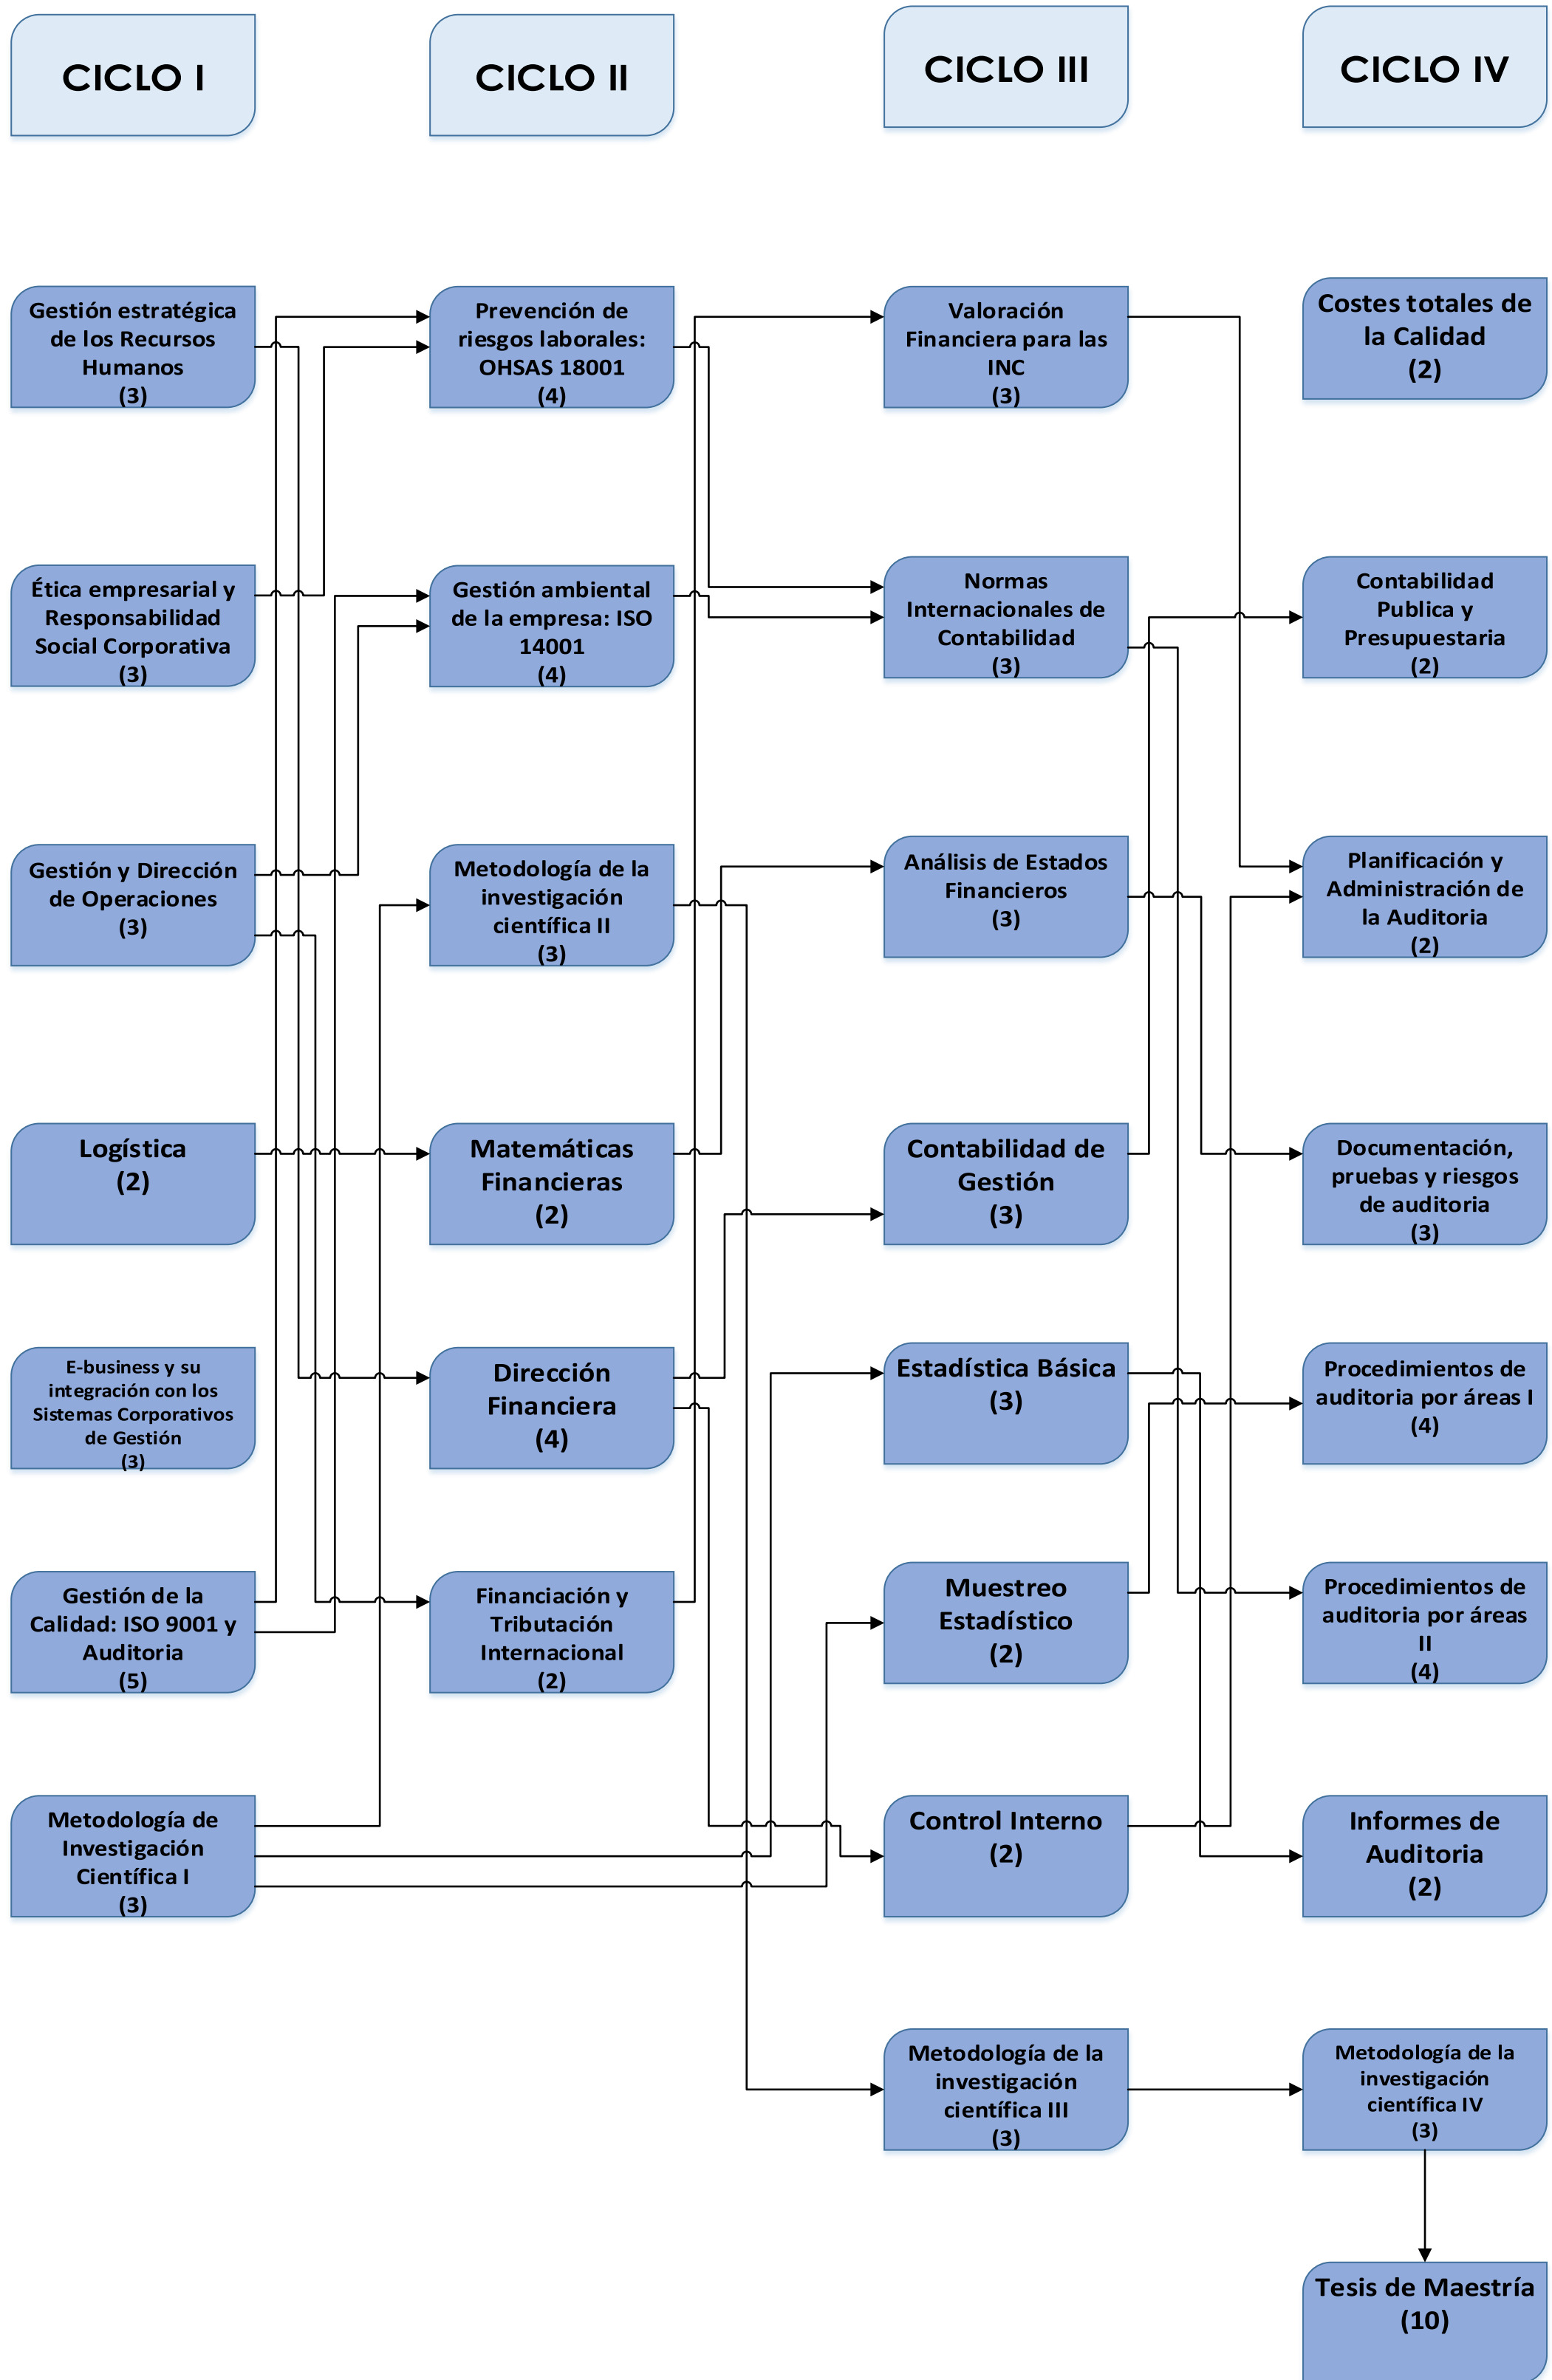 CICLO I
CICLO II
CICLO III
CICLO IV
Gestión estratégica
de los Recursos
Humanos
(3)
Prevención de
riesgos laborales:
OHSAS 18001
(4)
Valoración
Financiera para las
INC
(3)
Costes totales de
la Calidad
(2)
Ética empresarial y
Responsabilidad
Social Corporativa
(3)
Gestión ambiental
de la empresa: ISO
14001
(4)
Normas
Internacionales de
Contabilidad
(3)
Contabilidad
Publica y
Presupuestaria
(2)
Gestión y Dirección
de Operaciones
(3)
Metodología de la
investigación
científica II
(3)
Análisis de Estados
Financieros
(3)
Planificación y
Administración de
la Auditoria
(2)
Logística
(2)
Matemáticas
Financieras
(2)
Contabilidad de
Gestión
(3)
Documentación,
pruebas y riesgos
de auditoria
(3)
E-business y su
integración con los
Sistemas Corporativos
de Gestión
(3)
Dirección
Financiera
(4)
Estadística Básica
(3)
Procedimientos de
auditoria por áreas I
(4)
Gestión de la
Calidad: ISO 9001 y
Auditoria
(5)
Financiación y
Tributación
Internacional
(2)
Muestreo
Estadístico
(2)
Procedimientos de
auditoria por áreas
II
(4)
Metodología de
Investigación
Científica I
(3)
Control Interno
(2)
Informes de
Auditoria
(2)
Metodología de la
investigación
científica III
(3)
Metodología de la
investigación
científica IV
(3)
Tesis de Maestría
(10)